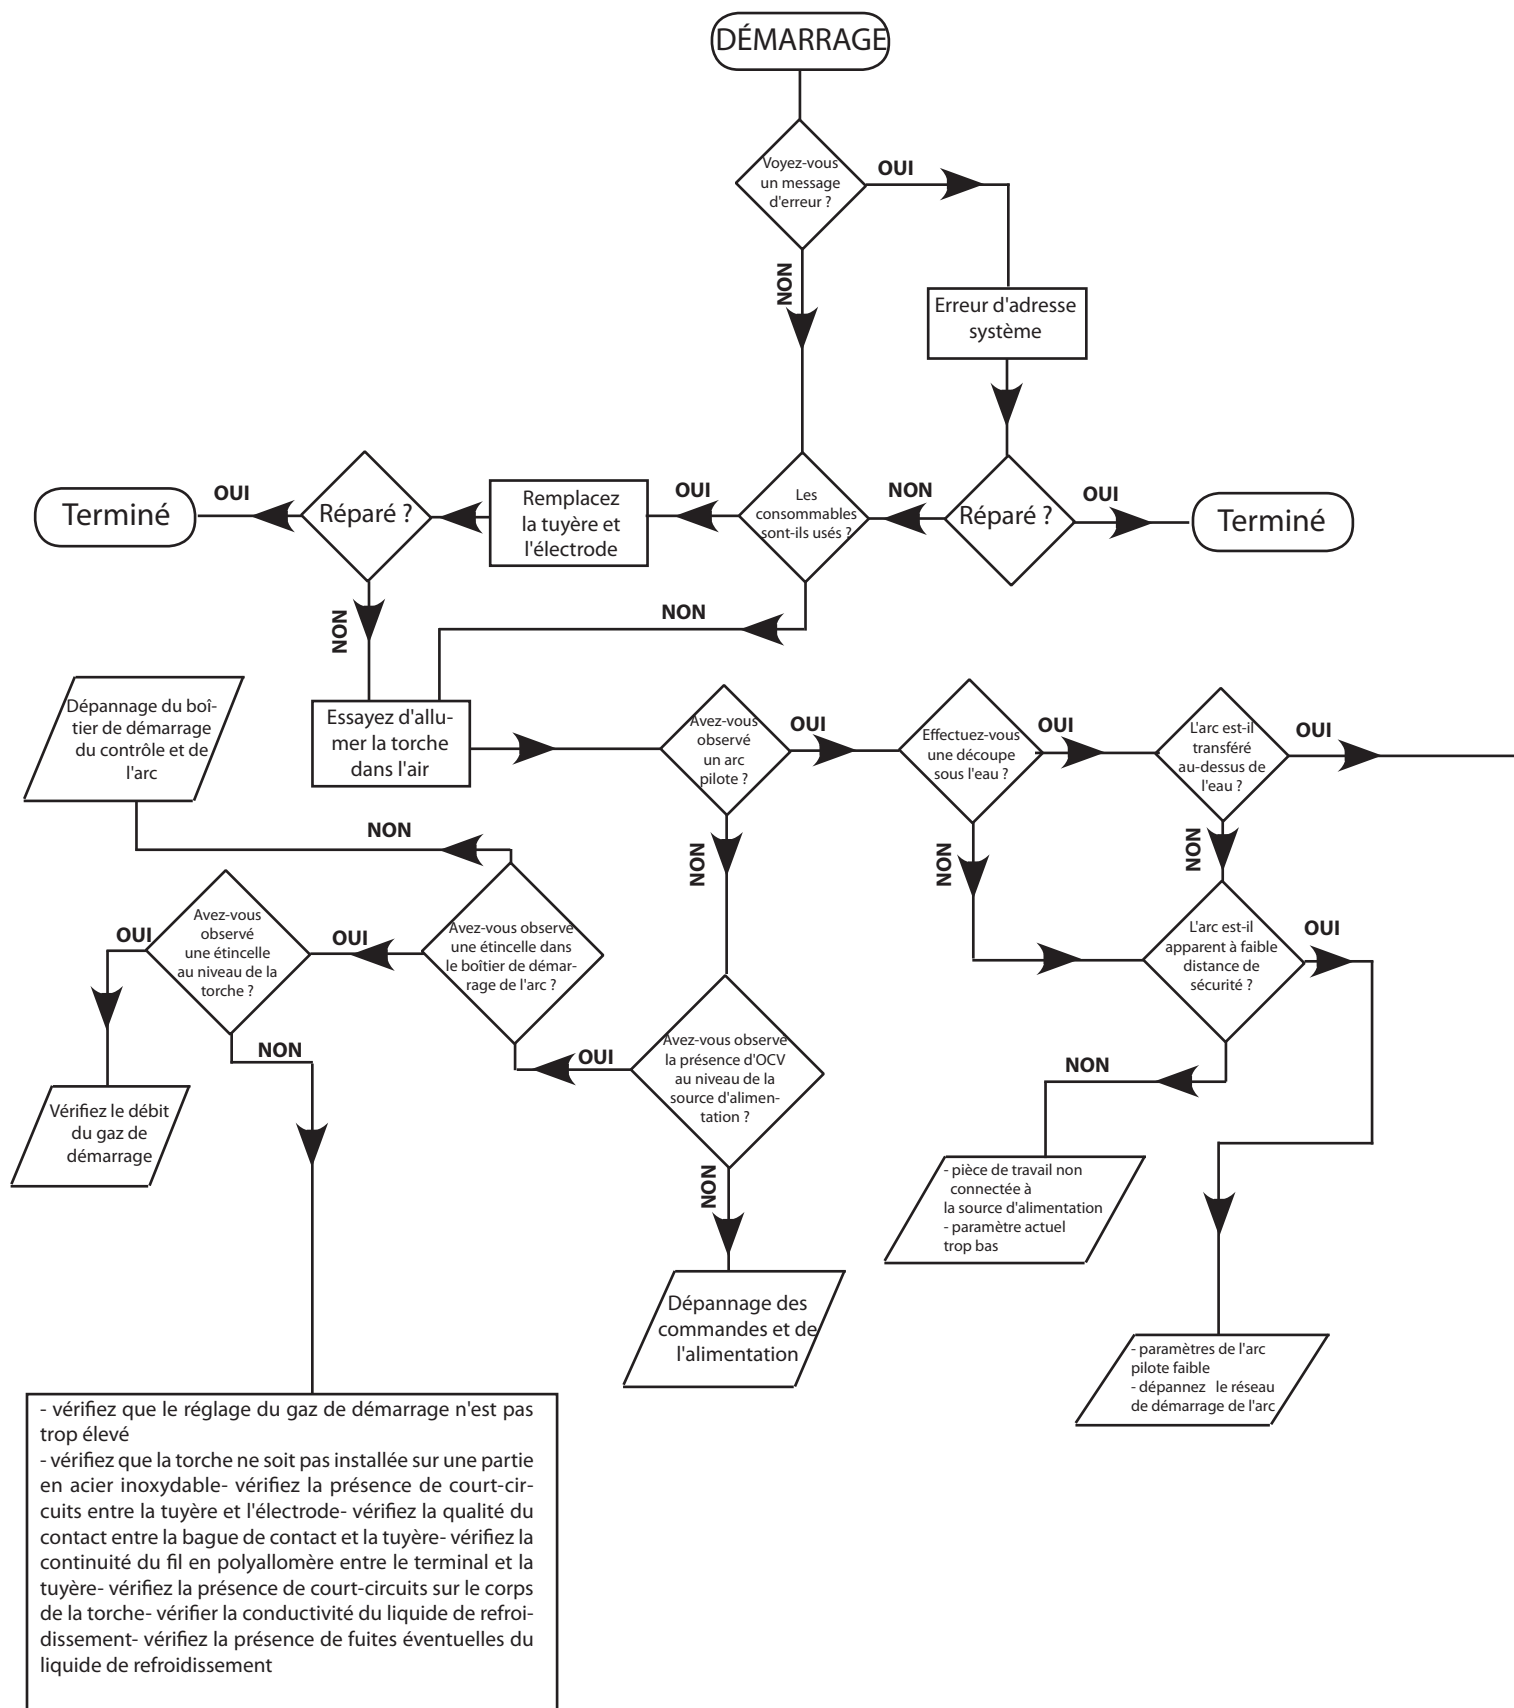 DÉMARRAGE
Voyez-vous
un message
d'erreur ?
OUI
NON
Erreur d'adresse
système
Réparé ?
OUI
Terminé
NON
Les
consommables
sont-ils usés ?
OUI
Remplacez
la tuyère et
l'électrode
Réparé ?
OUI
Terminé
NON
NON
Essayez d'allu-
mer la torche
dans l'air
Avez-vous
observé
un arc
pilote ?
OUI
Effectuez-vous
une découpe
sous l'eau ?
OUI
L'arc est-il
transféré
au-dessus de
l'eau ?
OUI
NON
NON
NON
L'arc est-il
apparent à faible
distance de
sécurité ?
OUI
NON
- pièce de travail non
connectée à
la source d'alimentation
- paramètre actuel
trop bas
- paramètres de l'arc
pilote faible
- dépannez le réseau
de démarrage de l'arc
Avez-vous observé
la présence d'OCV
au niveau de la
source d'alimen-
tation ?
OUI
NON
Dépannage des
commandes et de
l'alimentation
Avez-vous observé
une étincelle dans
le boîtier de démar-
rage de l'arc ?
NON
Dépannage du boî-
tier de démarrage
du contrôle et de
l'arc
OUI
Avez-vous
observé
une étincelle
au niveau de la
torche ?
OUI
Vérifiez le débit
du gaz de
démarrage
NON
- vérifiez que le réglage du gaz de démarrage n'est pas
trop élevé
- vérifiez que la torche ne soit pas installée sur une partie
en acier inoxydable- vérifiez la présence de court-cir-
cuits entre la tuyère et l'électrode- vérifiez la qualité du
contact entre la bague de contact et la tuyère- vérifiez la
continuité du fil en polyallomère entre le terminal et la
tuyère- vérifiez la présence de court-circuits sur le corps
de la torche- vérifier la conductivité du liquide de refroi-
dissement- vérifiez la présence de fuites éventuelles du
liquide de refroidissement